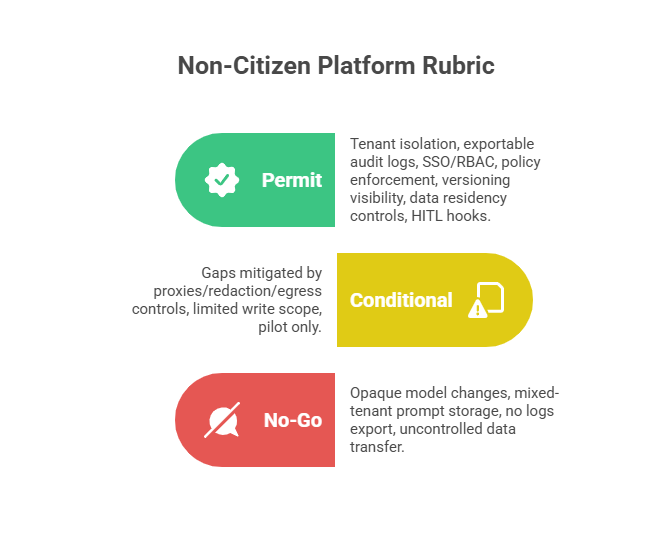 Non-Citizen Platform Rubric
Permit
Tenant isolation, exportable
audit logs, SSO/RBAC, policy
enforcement, versioning
visibility, data residency
controls, HITL hooks.
Gaps mitigated by
proxies/redaction/egress
controls, limited write scope,
pilot only.
Conditional
No-Go
Opaque model changes, mixed-
tenant prompt storage, no logs
export, uncontrolled data
transfer.